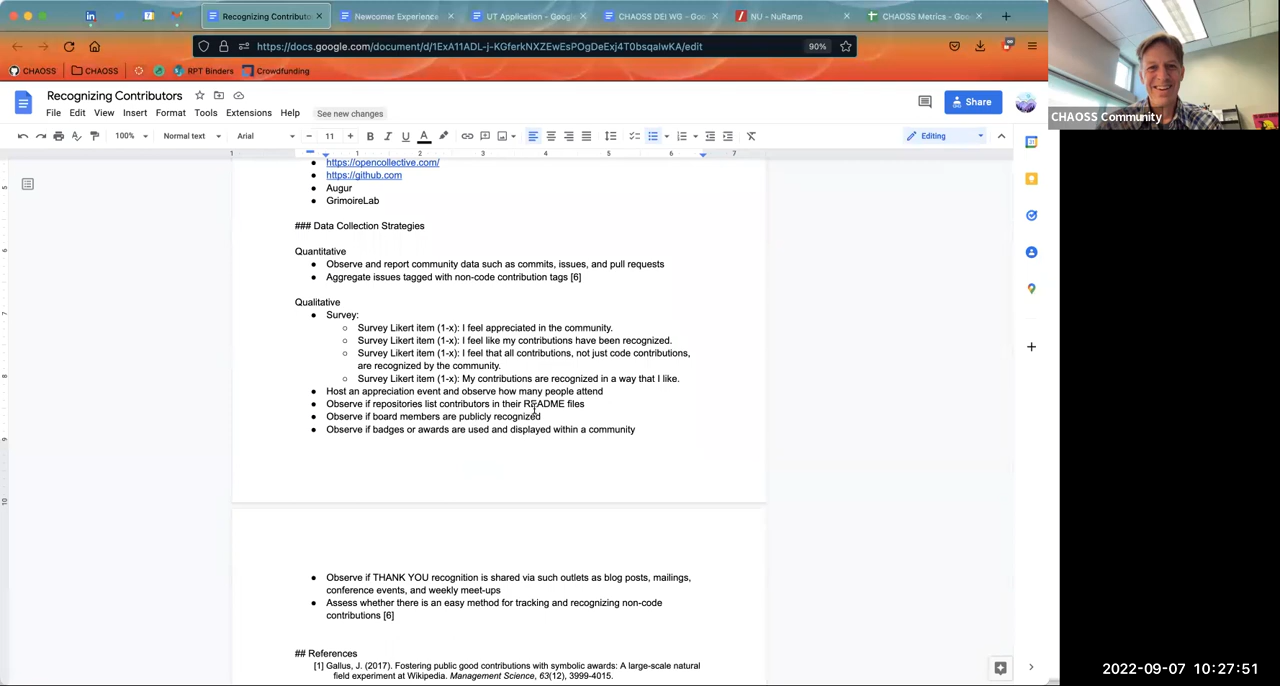 Recognizing Contributo
Newcomer Experience
UT Application - Googl
CHAOSS DEI WG - Goo
NU - NuRamp
CHAOSS Metrics - Goo
https://docs.google.com/document/d/1ExA11ADL-j-KGferkNXZEwEsPOgDeExj4T0bsqalwKA/edit
90%
CHAOSS
CHAOSS
RPT Binders
Crowdfunding
Recognizing Contributors
File Edit View Insert Format Tools Extensions Help See new changes
Share
100% Normal text Arial 11 Editing
1 1 2 3 4 5 6 7
https://opencollective.com/
https://github.com
Augur
GrimoireLab
### Data Collection Strategies
Quantitative
Observe and report community data such as commits, issues, and pull requests
Aggregate issues tagged with non-code contribution tags [6]
Qualitative
Survey:
Survey Likert item (1-x): I feel appreciated in the community.
Survey Likert item (1-x): I feel like my contributions have been recognized.
Survey Likert item (1-x): I feel that all contributions, not just code contributions,
are recognized by the community.
Survey Likert item (1-x): My contributions are recognized in a way that I like.
Host an appreciation event and observe how many people attend
Observe if repositories list contributors in their README files
Observe if board members are publicly recognized
Observe if badges or awards are used and displayed within a community
Observe if THANK YOU recognition is shared via such outlets as blog posts, mailings,
conference events, and weekly meet-ups
Assess whether there is an easy method for tracking and recognizing non-code
contributions [6]
## References
[1] Gallus, J. (2017). Fostering public good contributions with symbolic awards: A large-scale natural
field experiment at Wikipedia. Management Science, 63(12), 3999-4015.
CHAOSS Community
2022-09-07 10:27:51